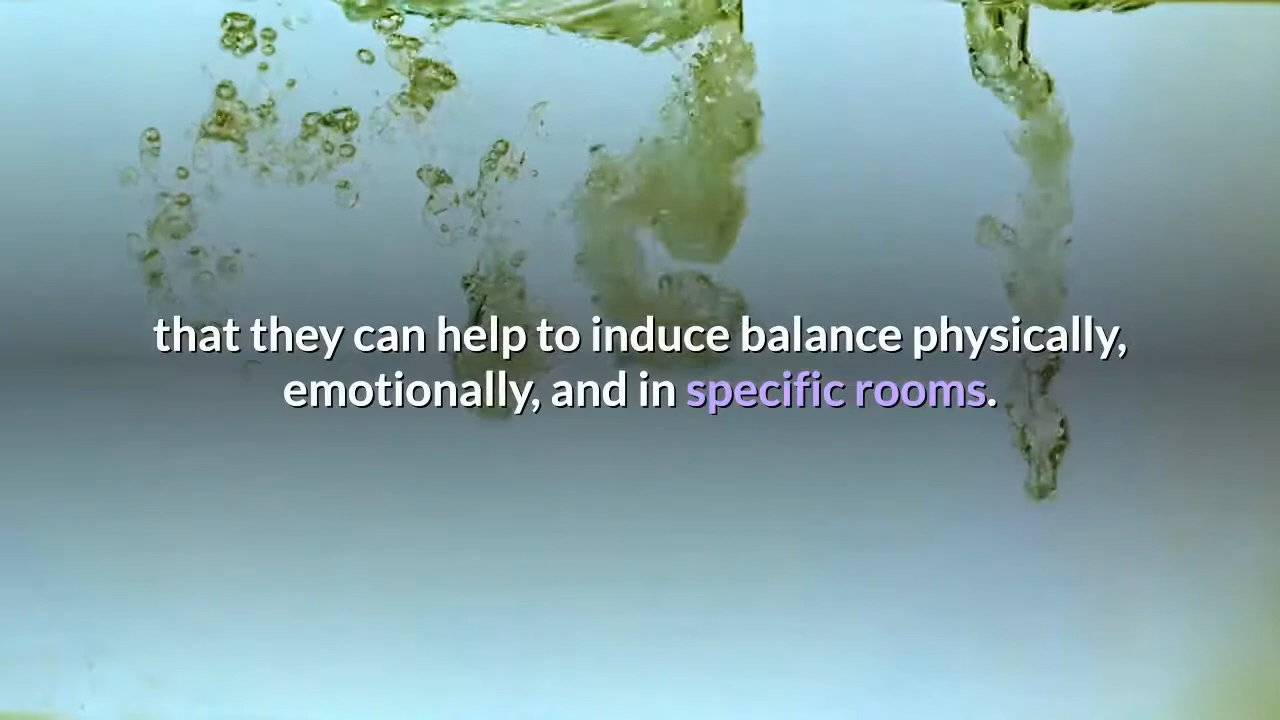 that they can help to induce balance physically,
emotionally, and in specific rooms.